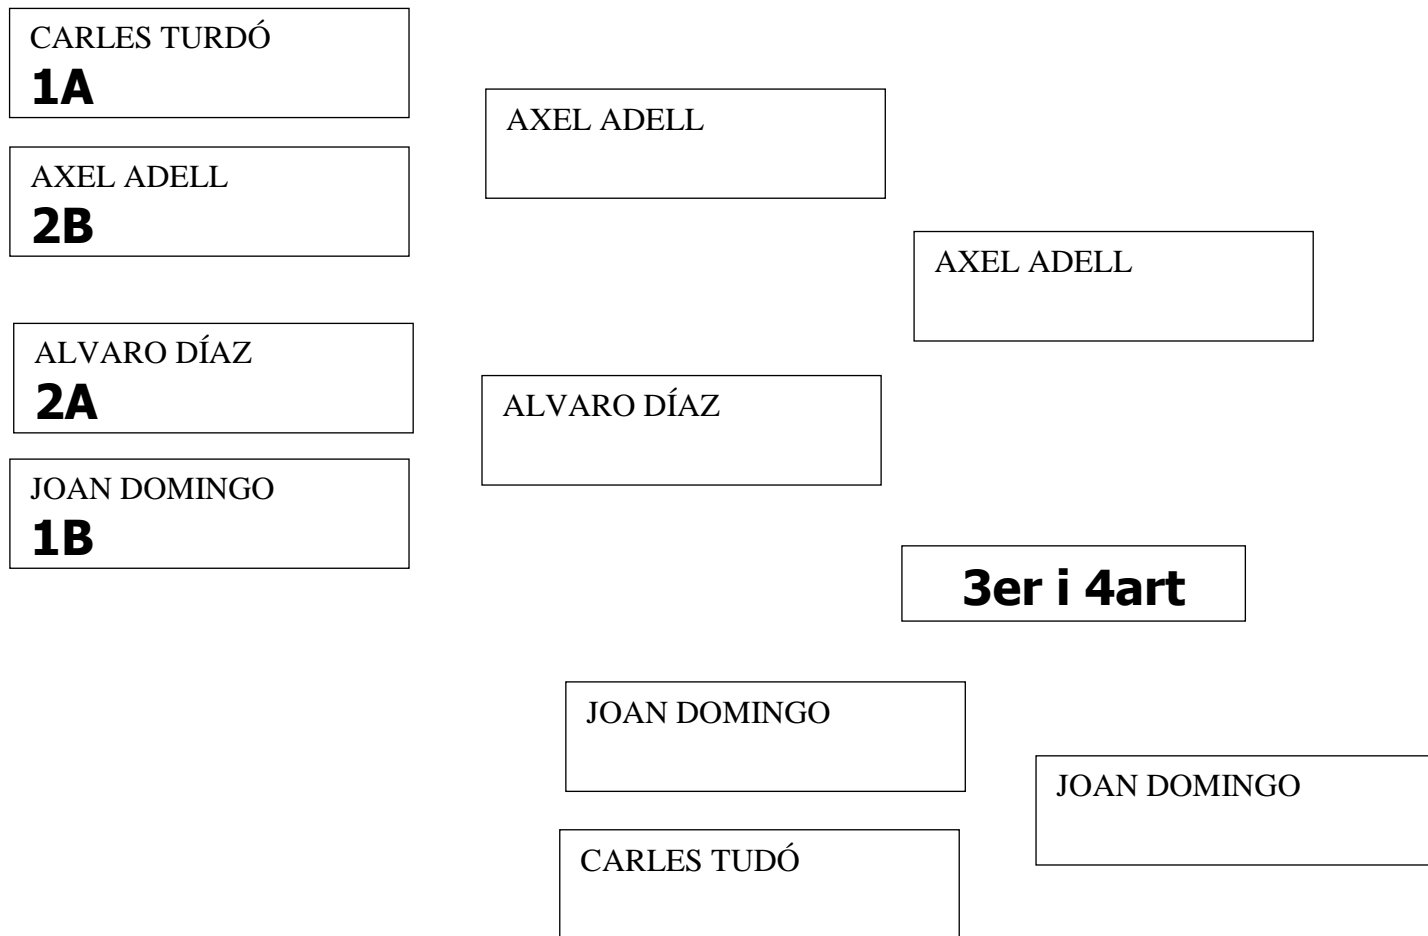 CARLES TURDÓ
1A
AXEL ADELL
2B
ALVARO DÍAZ
2A
JOAN DOMINGO
1B
AXEL ADELL
ALVARO DÍAZ
AXEL ADELL
3er i 4art
JOAN DOMINGO
CARLES TUDÓ
JOAN DOMINGO